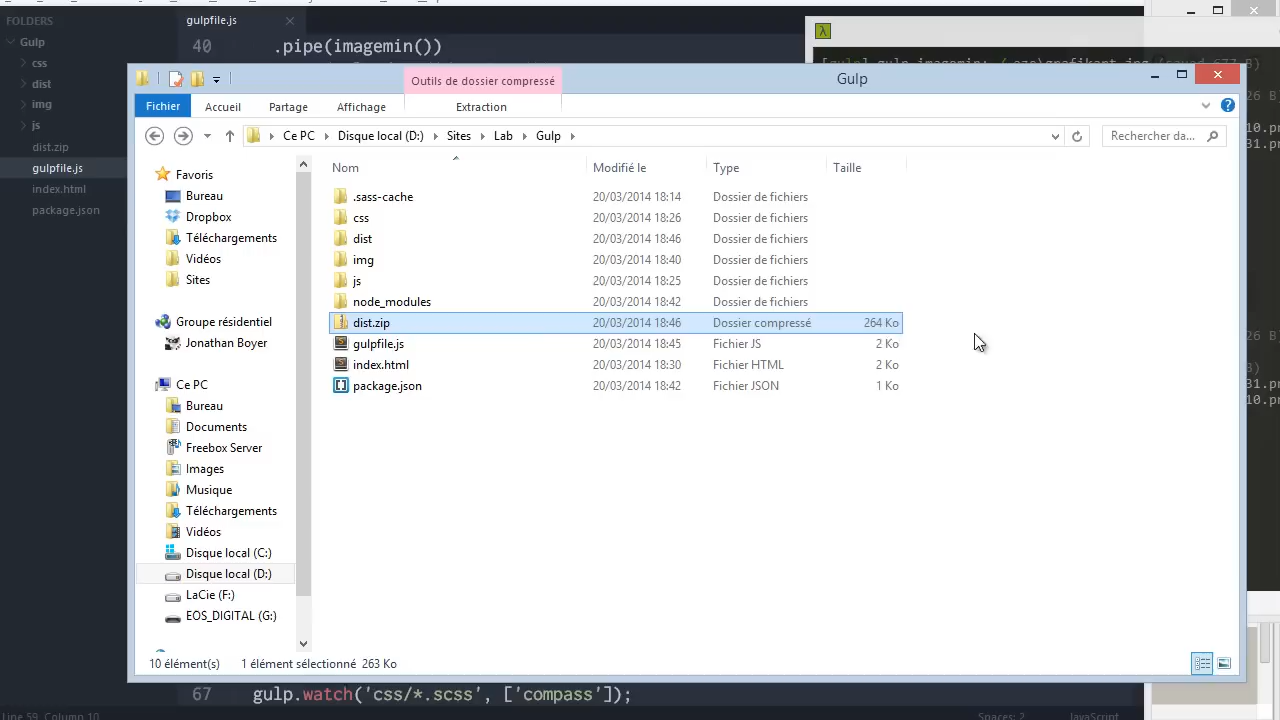 FOLDERS
Gulp
css
dist
img
js
dist.zip
gulpfile.js
index.html
package.json
gulpfile.js
40 .pipe(imagemin())
Outils de dossier compressé
Gulp
Fichier Accueil Partage Affichage Extraction
Ce PC Disque local (D:) Sites Lab Gulp
Rechercher da...
Nom Modifié le Type Taille
.sass-cache 20/03/2014 18:14 Dossier de fichiers
css 20/03/2014 18:26 Dossier de fichiers
dist 20/03/2014 18:46 Dossier de fichiers
img 20/03/2014 18:40 Dossier de fichiers
js 20/03/2014 18:25 Dossier de fichiers
node_modules 20/03/2014 18:42 Dossier de fichiers
dist.zip 20/03/2014 18:46 Dossier compressé 264 Ko
gulpfile.js 20/03/2014 18:45 Fichier JS 2 Ko
index.html 20/03/2014 18:30 Fichier HTML 2 Ko
package.json 20/03/2014 18:42 Fichier JSON 1 Ko
Favoris
Bureau
Dropbox
Téléchargements
Vidéos
Sites
Groupe résidentiel
Jonathan Boyer
Ce PC
Bureau
Documents
Freebox Server
Images
Musique
Téléchargements
Vidéos
Disque local (C:)
Disque local (D:)
LaCie (F:)
EOS_DIGITAL (G:)
10 élément(s) 1 élément sélectionné 263 Ko
67 gulp.watch('css/*.scss', ['compass']);
Line 59, Column 10
Spaces: 2 JavaScript